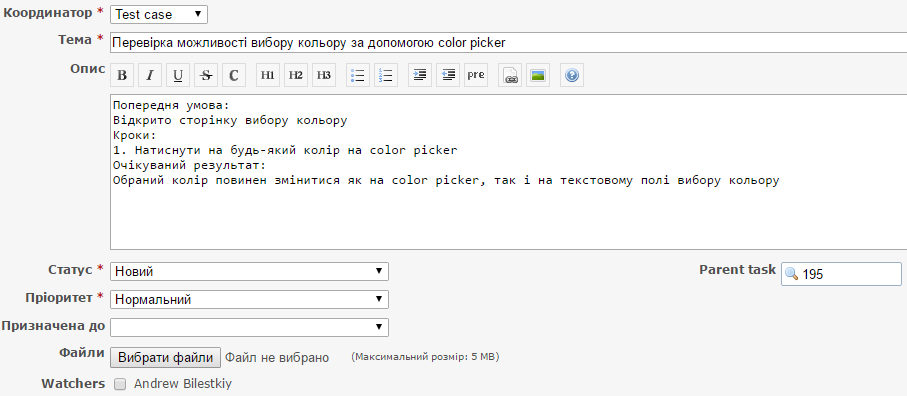 Координатор * Test case
Тема * Перевірка можливості вибору кольору за допомогою color picker
Опис B I U S C H1 H2 H3 pre
Попередня умова:
Відкрито сторінку вибору кольору
Кроки:
1. Натиснути на будь-який колір на color picker
Очікуваний результат:
Обраний колір повинен змінитися як на color picker, так і на текстовому полі вибору кольору
Статус * Новий Parent task 195
Пріоритет * Нормальний
Призначена до
Файли Вибрати файли Файл не вибрано (Максимальний розмір: 5 MB)
Watchers Andrew Bilestkiy